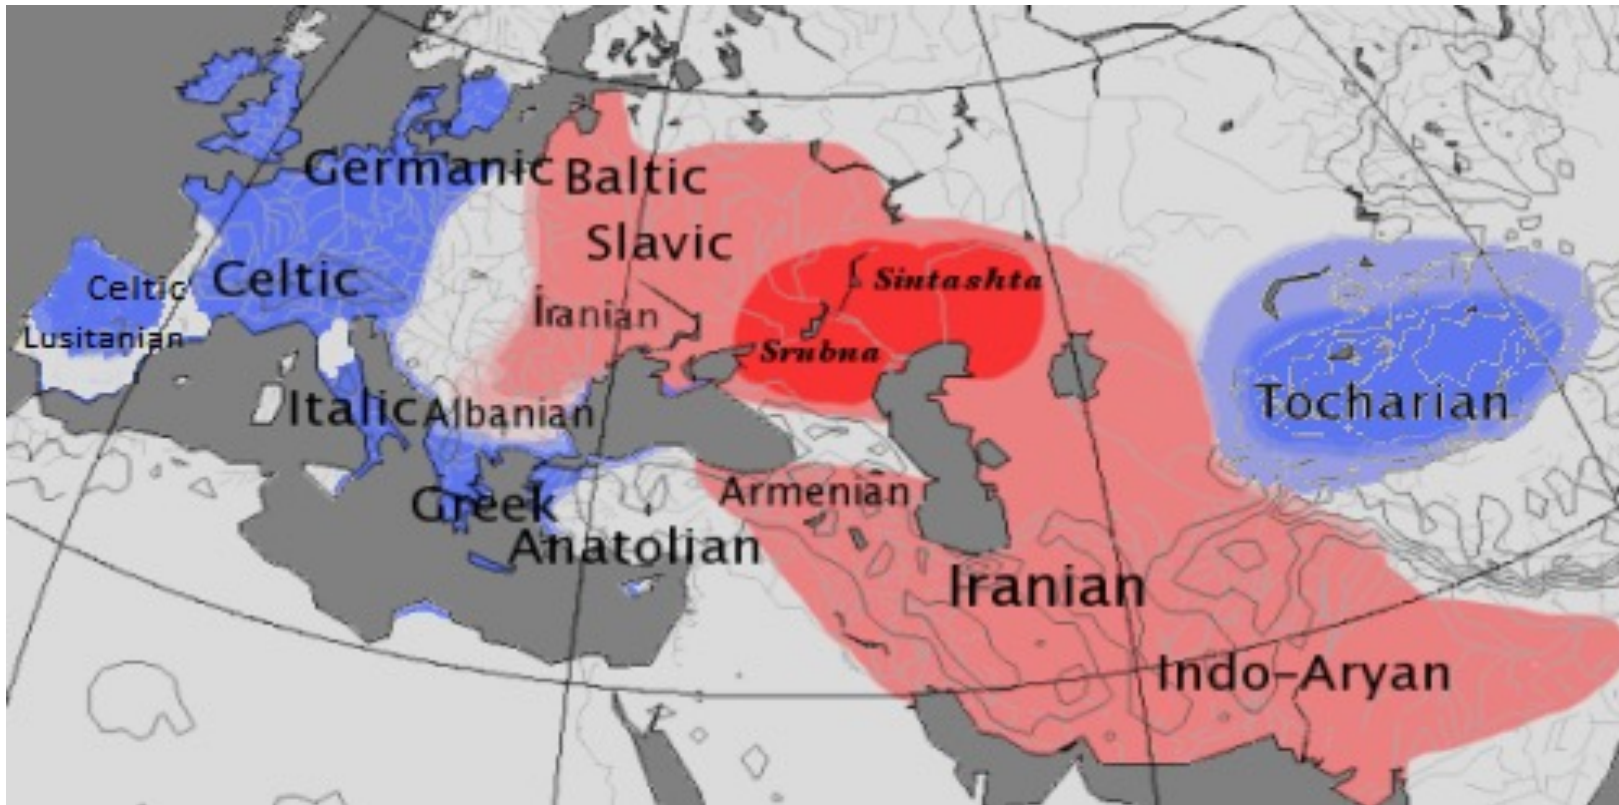 Germanic
Baltic
Slavic
Celtic
Celtic
Sintashta
Iranian
Lusitanian
Srubna
Italic
Albanian
Tocharian
Greek
Armenian
Anatolian
Iranian
Indo-Aryan